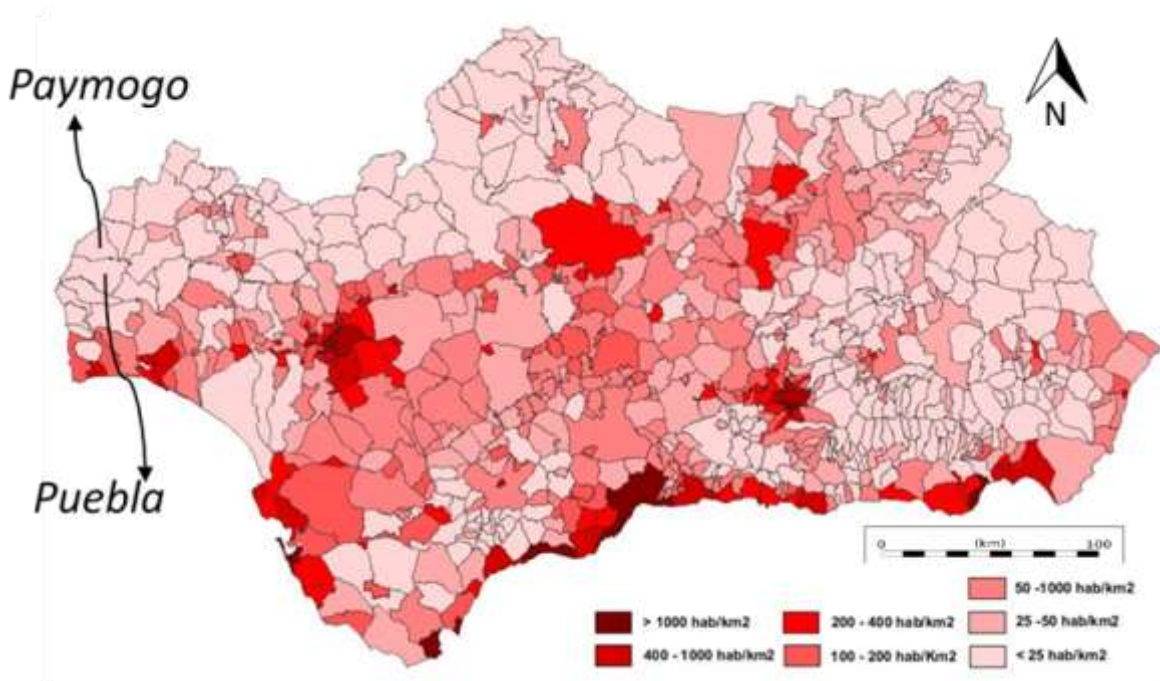 Paymogo
N
Puebla
0 (km) 100
> 1000 hab/km2
400 - 1000 hab/km2
200 - 400 hab/km2
100 - 200 hab/Km2
50 -1000 hab/km2
25 -50 hab/km2
< 25 hab/km2